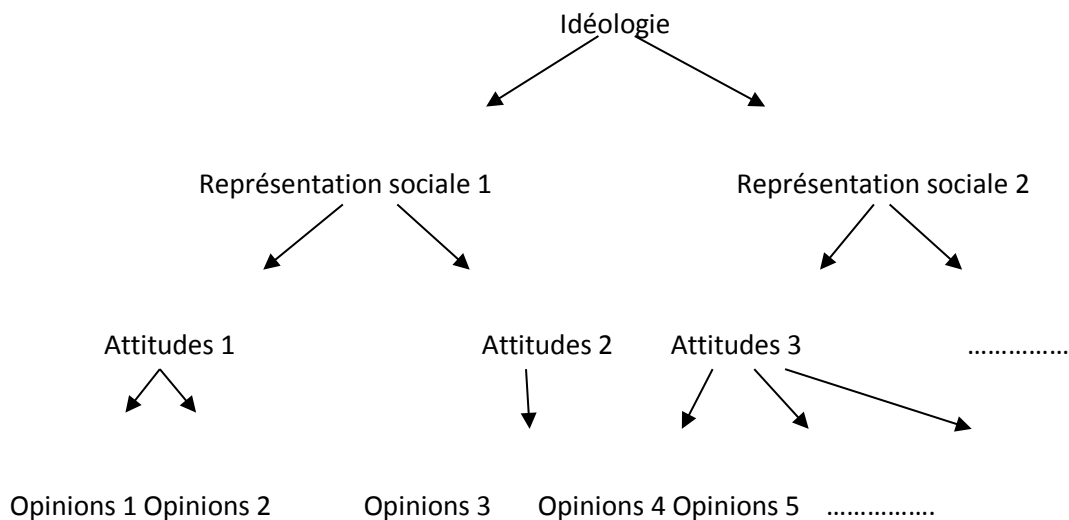 Idéologie
Représentation sociale 1 Représentation sociale 2
Attitudes 1 Attitudes 2 Attitudes 3 ……………
Opinions 1 Opinions 2 Opinions 3 Opinions 4 Opinions 5 …………….